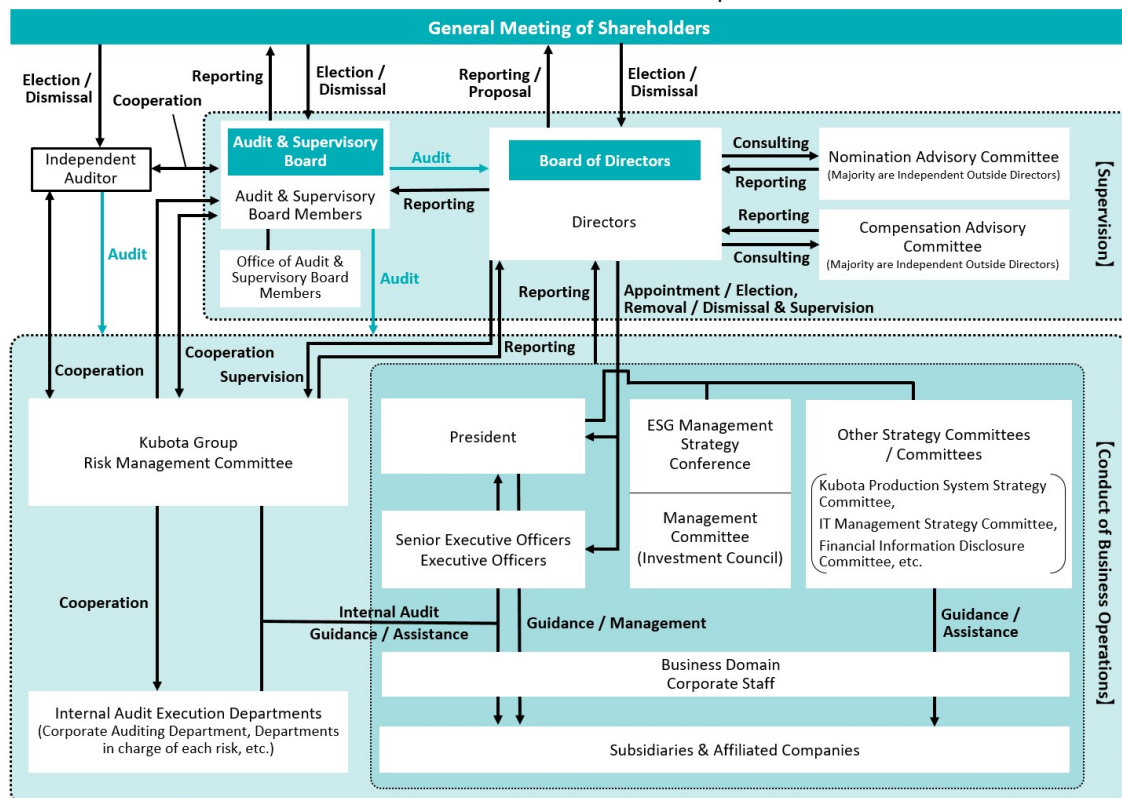 General Meeting of Shareholders
Election /
Dismissal
Reporting
Election /
Dismissal
Reporting /
Proposal
Election /
Dismissal
Cooperation
Independent
Auditor
Audit & Supervisory
Board
Audit & Supervisory
Board Members
Office of Audit &
Supervisory Board
Members
Audit
Reporting
Board of Directors
Directors
Consulting
Reporting
Nomination Advisory Committee
(Majority are Independent Outside Directors)
Reporting
Consulting
Compensation Advisory
Committee
(Majority are Independent Outside Directors)
【Supervision】
Audit
Audit
Reporting
Appointment / Election,
Removal / Dismissal & Supervision
Cooperation
Cooperation
Supervision
Reporting
Kubota Group
Risk Management Committee
President
ESG Management
Strategy
Conference
Management
Committee
(Investment Council)
Other Strategy Committees
/ Committees
Kubota Production System Strategy
Committee,
IT Management Strategy Committee,
Financial Information Disclosure
Committee, etc.
Senior Executive Officers
Executive Officers
Cooperation
Internal Audit
Guidance / Assistance
Guidance / Management
Guidance /
Assistance
【Conduct of Business Operations】
Business Domain
Corporate Staff
Internal Audit Execution Departments
(Corporate Auditing Department, Departments
in charge of each risk, etc.)
Subsidiaries & Affiliated Companies